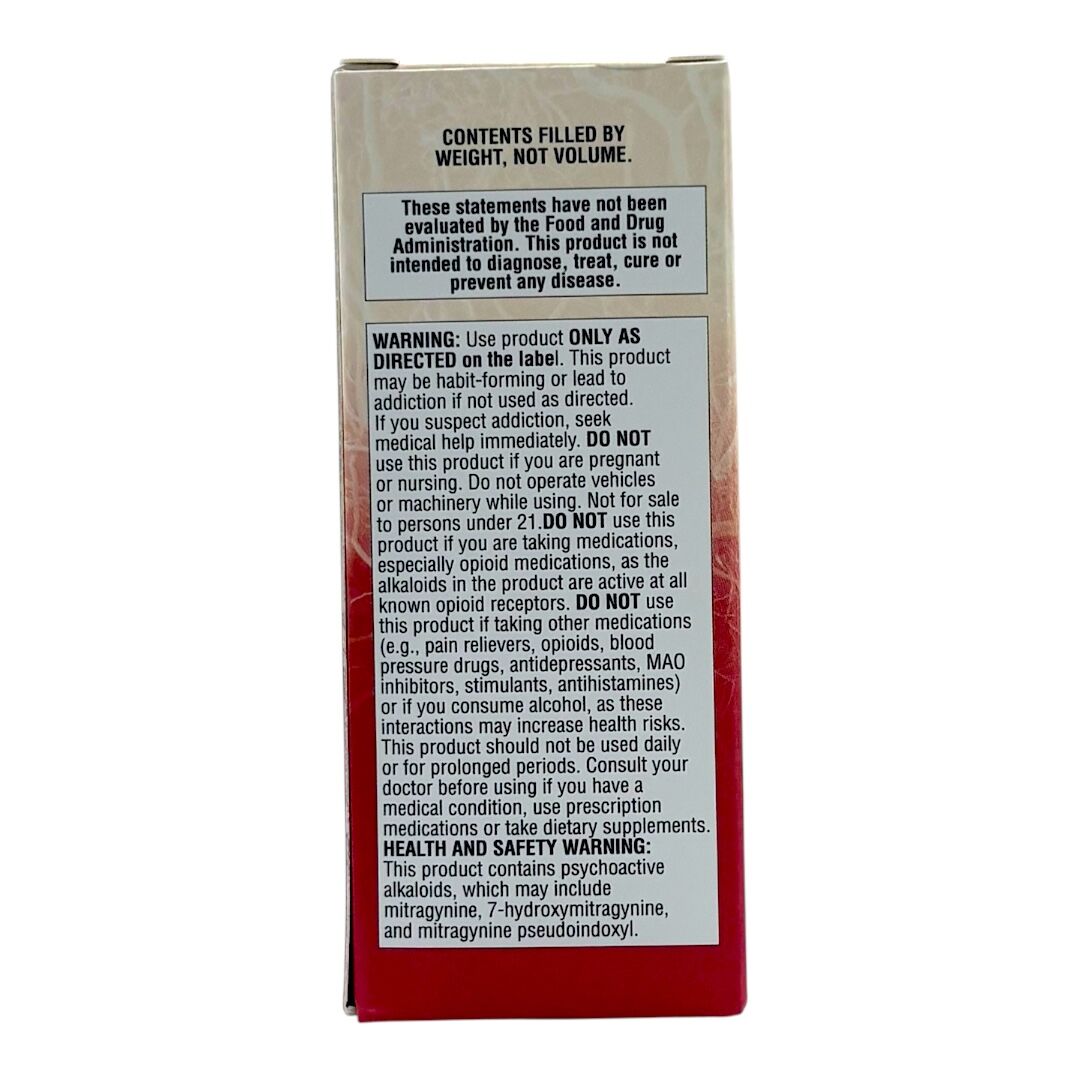 CONTENTS FILLED BY
WEIGHT, NOT VOLUME.
These statements have not been
evaluated by the Food and Drug
Administration. This product is not
intended to diagnose, treat, cure or
prevent any disease.
WARNING: Use product ONLY AS
DIRECTED on the label. This product
may be habit-forming or lead to
addiction if not used as directed.
If you suspect addiction, seek
medical help immediately. DO NOT
use this product if you are pregnant
or nursing. Do not operate vehicles
or machinery while using. Not for sale
to persons under 21.DO NOT use this
product if you are taking medications,
especially opioid medications, as the
alkaloids in the product are active at all
known opioid receptors. DO NOT use
this product if taking other medications
(e.g., pain relievers, opioids, blood
pressure drugs, antidepressants, MAO
inhibitors, stimulants, antihistamines)
or if you consume alcohol, as these
interactions may increase health risks.
This product should not be used daily
or for prolonged periods. Consult your
doctor before using if you have a
medical condition, use prescription
medications or take dietary supplements.
HEALTH AND SAFETY WARNING:
This product contains psychoactive
alkaloids, which may include
mitragynine, 7-hydroxymitragynine,
and mitragynine pseudoindoxyl.